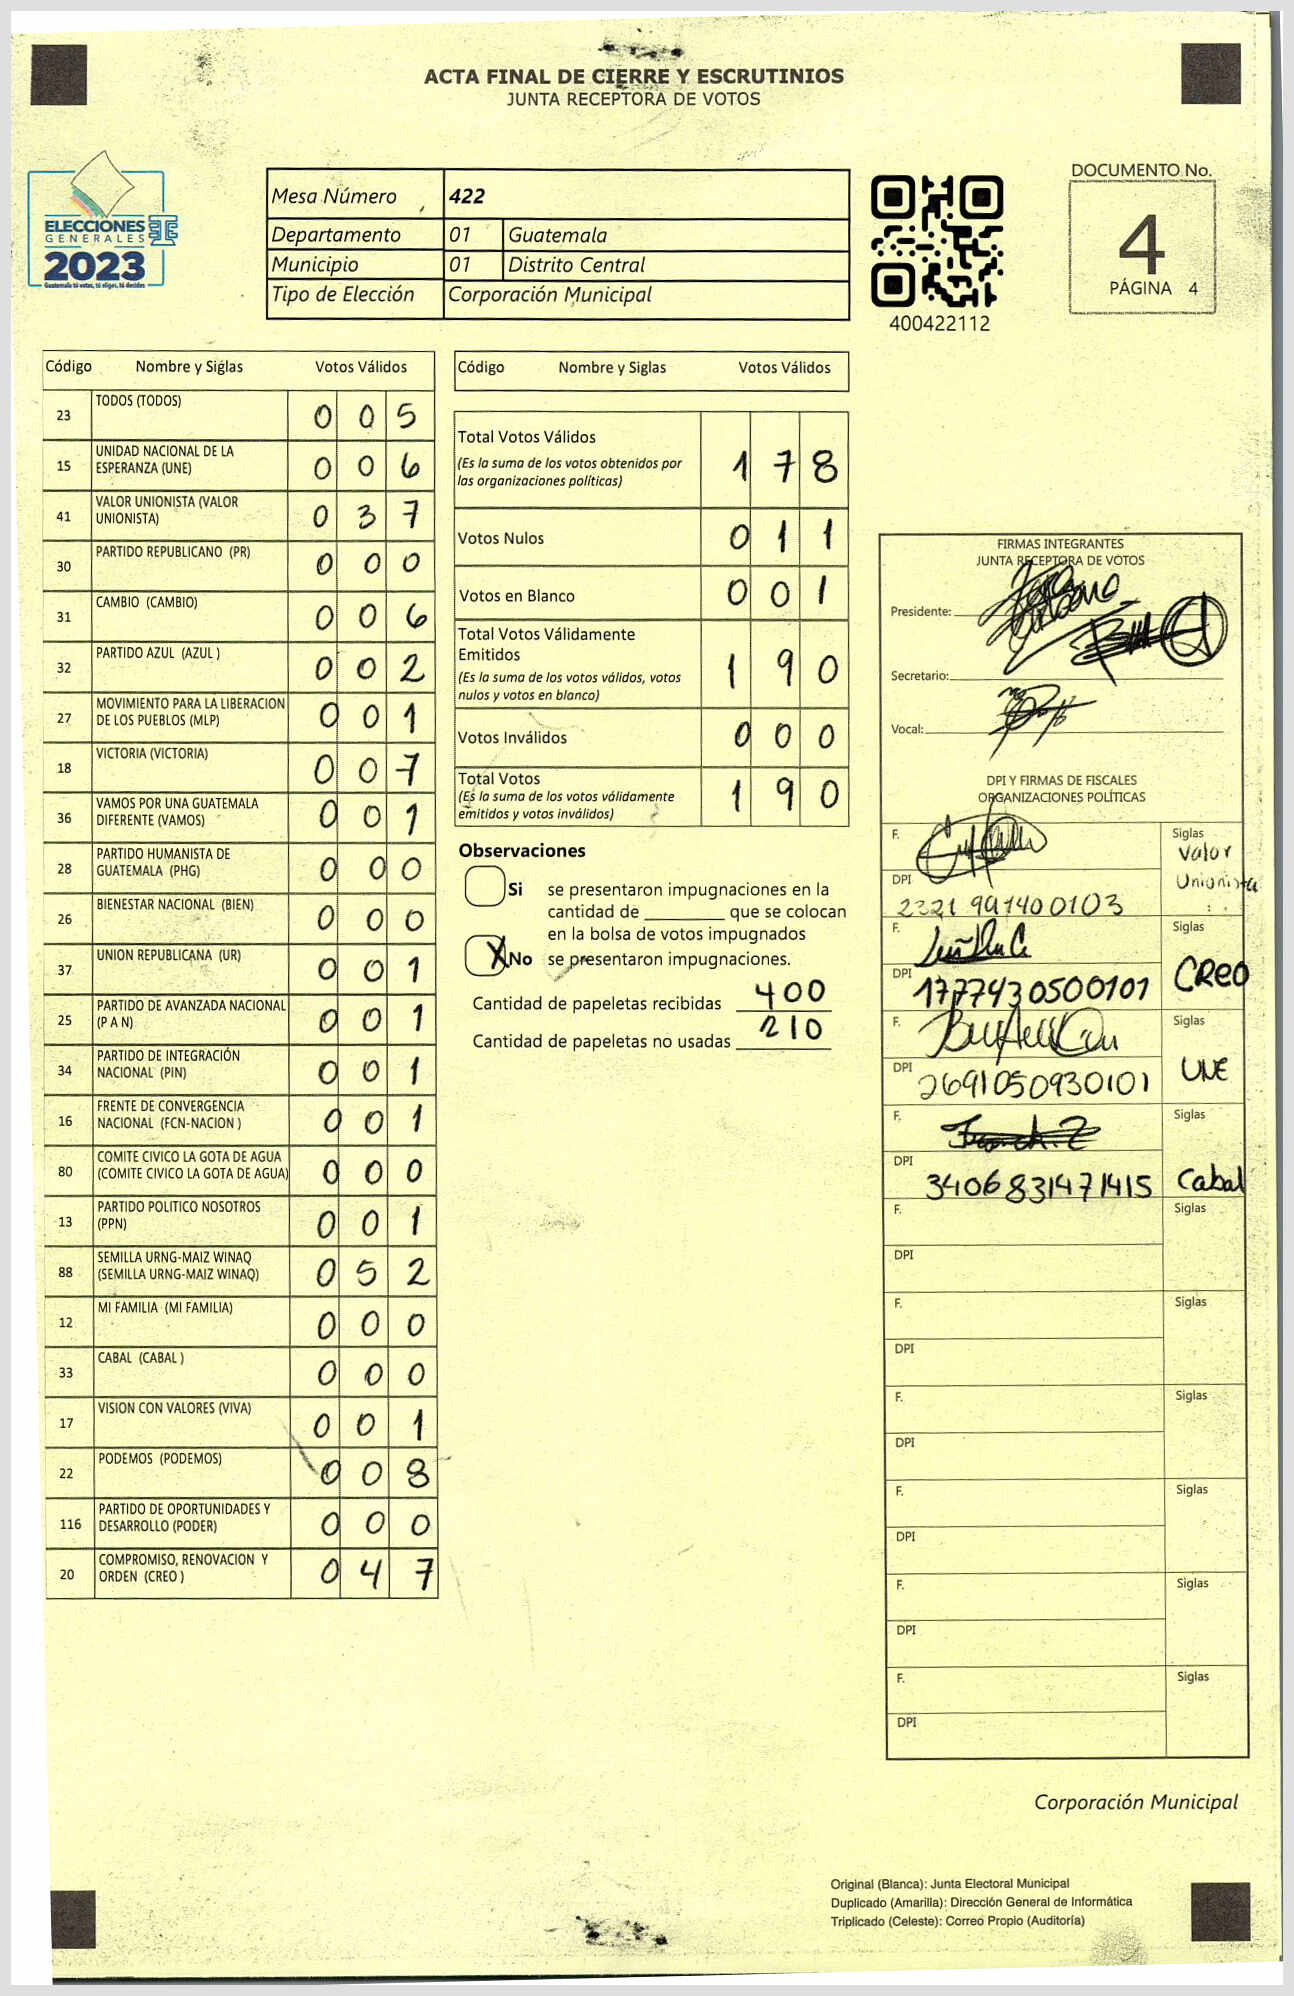 ACTA FINAL DE CIERRE Y ESCRUTINIOS
JUNTA RECEPTORA DE VOTOS
ELECCIONES
GENERALES
2023
Guatemala tú votas, tú eliges, tú decides
Mesa Número 422
Departamento 01 Guatemala
Municipio 01 Distrito Central
Tipo de Elección Corporación Municipal
400422112
DOCUMENTO No.
4
PÁGINA 4
Código Nombre y Siglas Votos Válidos
23 TODOS (TODOS) 0 0 5
15 UNIDAD NACIONAL DE LA ESPERANZA (UNE) 0 0 6
41 VALOR UNIONISTA (VALOR UNIONISTA) 0 3 7
30 PARTIDO REPUBLICANO (PR) 0 0 0
31 CAMBIO (CAMBIO) 0 0 6
32 PARTIDO AZUL (AZUL ) 0 0 2
27 MOVIMIENTO PARA LA LIBERACION DE LOS PUEBLOS (MLP) 0 0 1
18 VICTORIA (VICTORIA) 0 0 7
36 VAMOS POR UNA GUATEMALA DIFERENTE (VAMOS) 0 0 1
28 PARTIDO HUMANISTA DE GUATEMALA (PHG) 0 0 0
26 BIENESTAR NACIONAL (BIEN) 0 0 0
37 UNION REPUBLICANA (UR) 0 0 1
25 PARTIDO DE AVANZADA NACIONAL (P A N) 0 0 1
34 PARTIDO DE INTEGRACIÓN NACIONAL (PIN) 0 0 1
16 FRENTE DE CONVERGENCIA NACIONAL (FCN-NACION ) 0 0 1
80 COMITE CIVICO LA GOTA DE AGUA (COMITE CIVICO LA GOTA DE AGUA) 0 0 0
13 PARTIDO POLITICO NOSOTROS (PPN) 0 0 1
88 SEMILLA URNG-MAIZ WINAQ (SEMILLA URNG-MAIZ WINAQ) 0 5 2
12 MI FAMILIA (MI FAMILIA) 0 0 0
33 CABAL (CABAL ) 0 0 0
17 VISION CON VALORES (VIVA) 0 0 1
22 PODEMOS (PODEMOS) 0 0 8
116 PARTIDO DE OPORTUNIDADES Y DESARROLLO (PODER) 0 0 0
20 COMPROMISO, RENOVACION Y ORDEN (CREO ) 0 4 7
Código Nombre y Siglas Votos Válidos
Total Votos Válidos 1 7 8
(Es la suma de los votos obtenidos por
las organizaciones políticas)
Votos Nulos 0 1 1
Votos en Blanco 0 0 1
Total Votos Válidamente
Emitidos 1 9 0
(Es la suma de los votos válidos, votos
nulos y votos en blanco)
Votos Inválidos 0 0 0
Total Votos 1 9 0
(Es la suma de los votos válidamente
emitidos y votos inválidos)
Observaciones
Si se presentaron impugnaciones en la
cantidad de ________ que se colocan
en la bolsa de votos impugnados
X No se presentaron impugnaciones.
Cantidad de papeletas recibidas 400
Cantidad de papeletas no usadas 210
FIRMAS INTEGRANTES
JUNTA RECEPTORA DE VOTOS
Presidente:
Secretario:
Vocal:
DPI Y FIRMAS DE FISCALES
ORGANIZACIONES POLÍTICAS
F. Siglas Valor Unionista
DPI 2321 991400103
F. Siglas CREO
DPI 1777430500101
F. Siglas UNE
DPI 2691050930101
F. Siglas Cabal
DPI 3406831471415
F. Siglas
DPI
F. Siglas
DPI
F. Siglas
DPI
F. Siglas
DPI
F. Siglas
DPI
F. Siglas
DPI
Corporación Municipal
Original (Blanca): Junta Electoral Municipal
Duplicado (Amarilla): Dirección General de Informática
Triplicado (Celeste): Correo Propio (Auditoría)